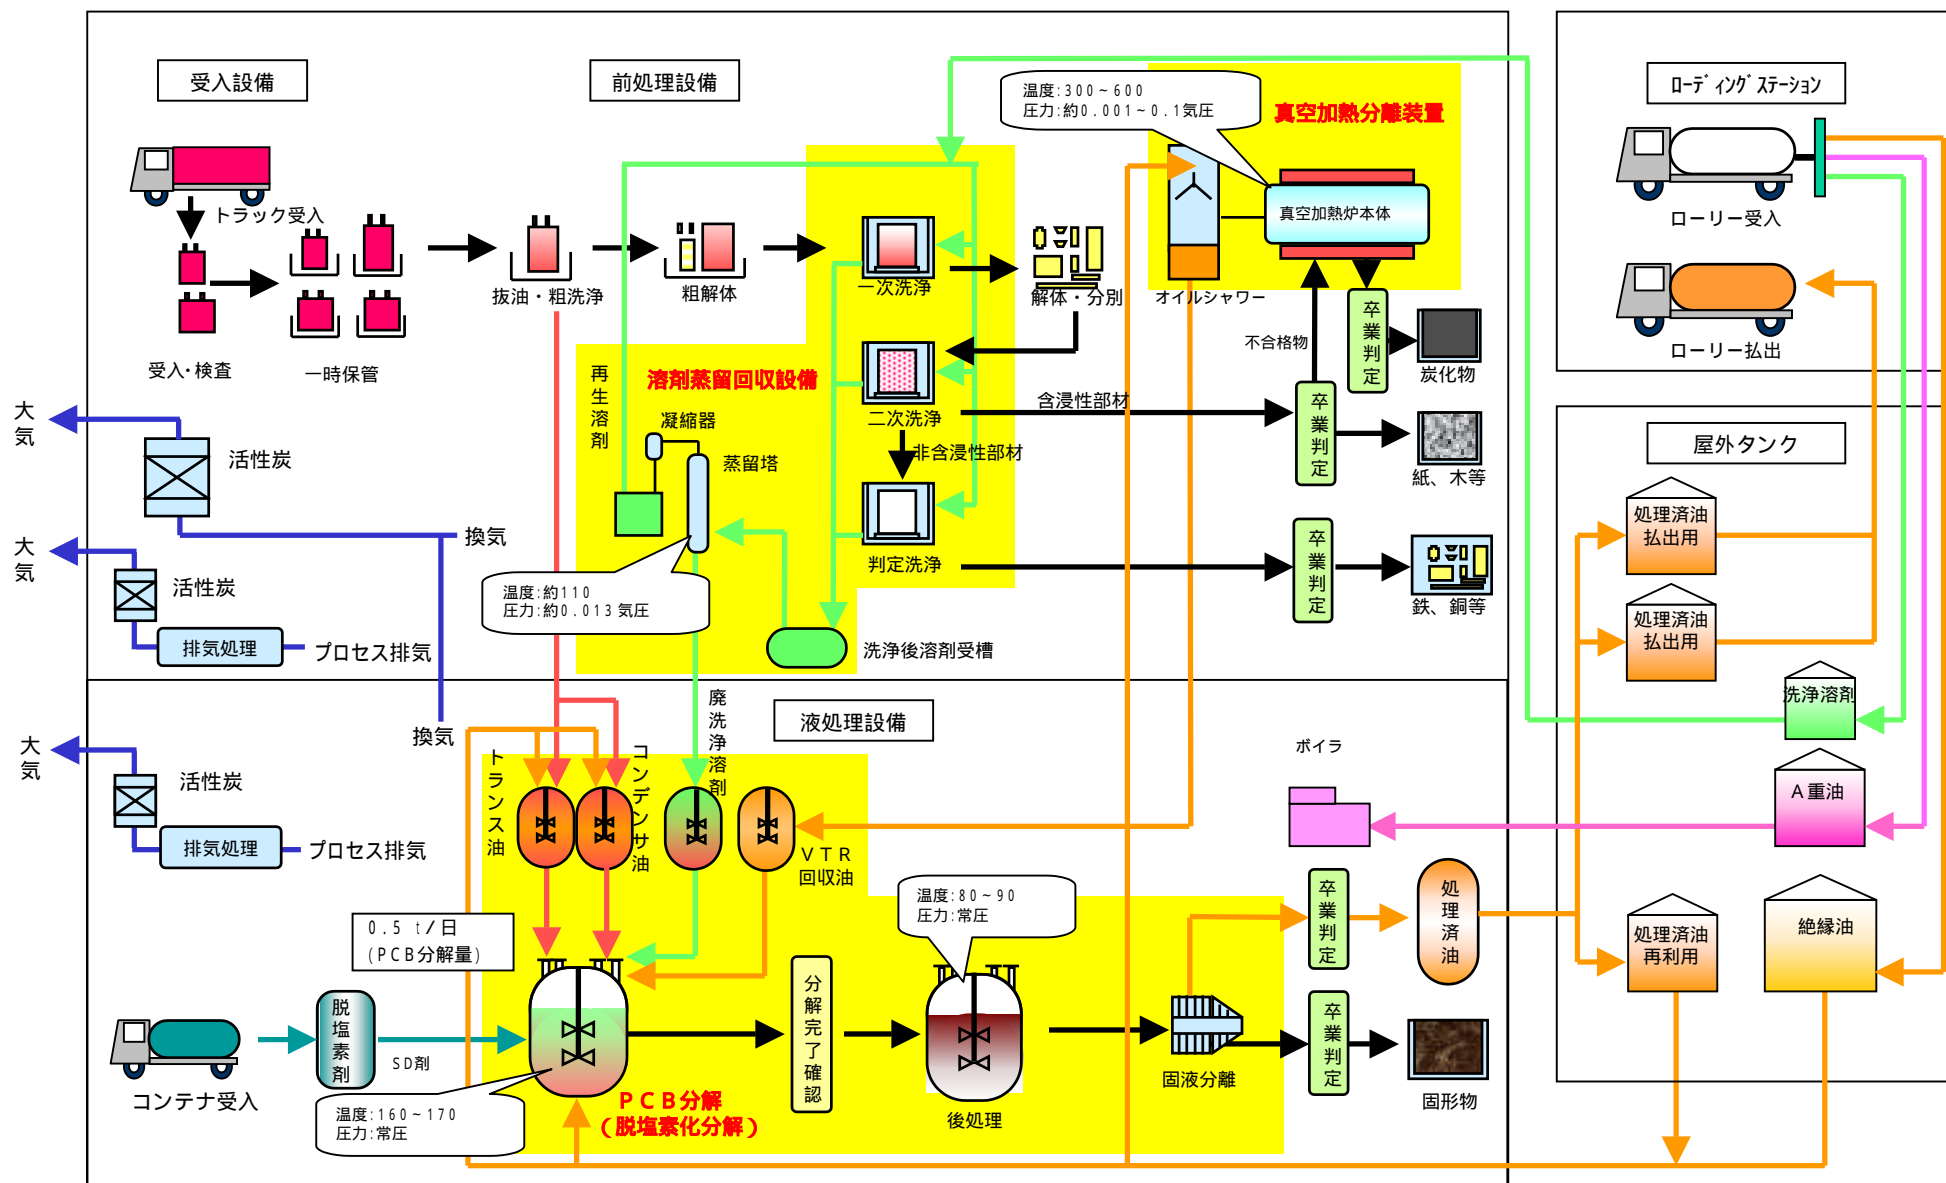 受入設備
前処理設備
温度:300~600
圧力:約0.001~0.1気圧
真空加熱分離装置
ﾛｰﾃﾞｨﾝｸﾞｽﾃｰｼｮﾝ
トラック受入
真空加熱炉本体
ローリー受入
抜油・粗洗浄
粗解体
一次洗浄
解体・分別
オイルシャワー
卒業判定
不合格物
ローリー払出
受入・検査
一時保管
再生溶剤
溶剤蒸留回収設備
炭化物
大気
凝縮器
二次洗浄
含浸性部材
卒業判定
屋外タンク
活性炭
蒸留塔
非含浸性部材
紙、木等
処理済油
払出用
換気
大気
判定洗浄
卒業判定
活性炭
温度:約110
圧力:約0.013気圧
鉄、銅等
処理済油
払出用
排気処理
プロセス排気
洗浄後溶剤受槽
洗浄溶剤
廃洗浄溶剤
液処理設備
換気
大気
ボイラ
トランス油
コンデンサ油
活性炭
A重油
排気処理
プロセス排気
VTR
回収油
温度:80~90
圧力:常圧
卒業判定
処理済油
0.5 t/日
(PCB分解量)
処理済油
再利用
絶縁油
脱塩素剤
分解完了確認
卒業判定
SD剤
固液分離
コンテナ受入
温度:160~170
圧力:常圧
PCB分解
(脱塩素化分解)
後処理
固形物